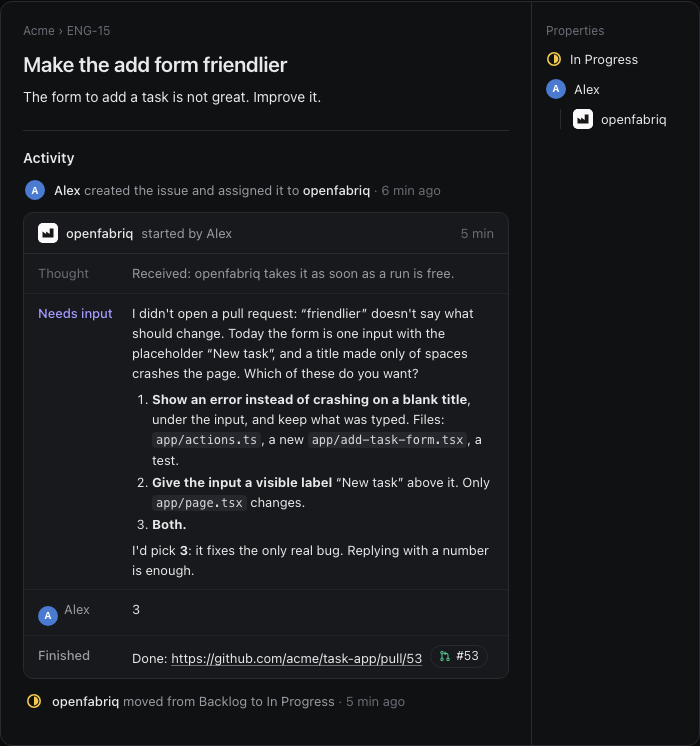 Acme › ENG-15
Make the add form friendlier
The form to add a task is not great. Improve it.
Activity
A Alex created the issue and assigned it to openfabriq · 6 min ago
openfabriq started by Alex 5 min
Thought Received: openfabriq takes it as soon as a run is free.
Needs input I didn't open a pull request: “friendlier” doesn't say what
should change. Today the form is one input with the
placeholder “New task”, and a title made only of spaces
crashes the page. Which of these do you want?
1. Show an error instead of crashing on a blank title,
under the input, and keep what was typed. Files:
app/actions.ts, a new app/add-task-form.tsx, a
test.
2. Give the input a visible label “New task” above it. Only
app/page.tsx changes.
3. Both.
I'd pick 3: it fixes the only real bug. Replying with a number
is enough.
A Alex 3
Finished Done: https://github.com/acme/task-app/pull/53 #53
openfabriq moved from Backlog to In Progress · 5 min ago
Properties
In Progress
A Alex
openfabriq